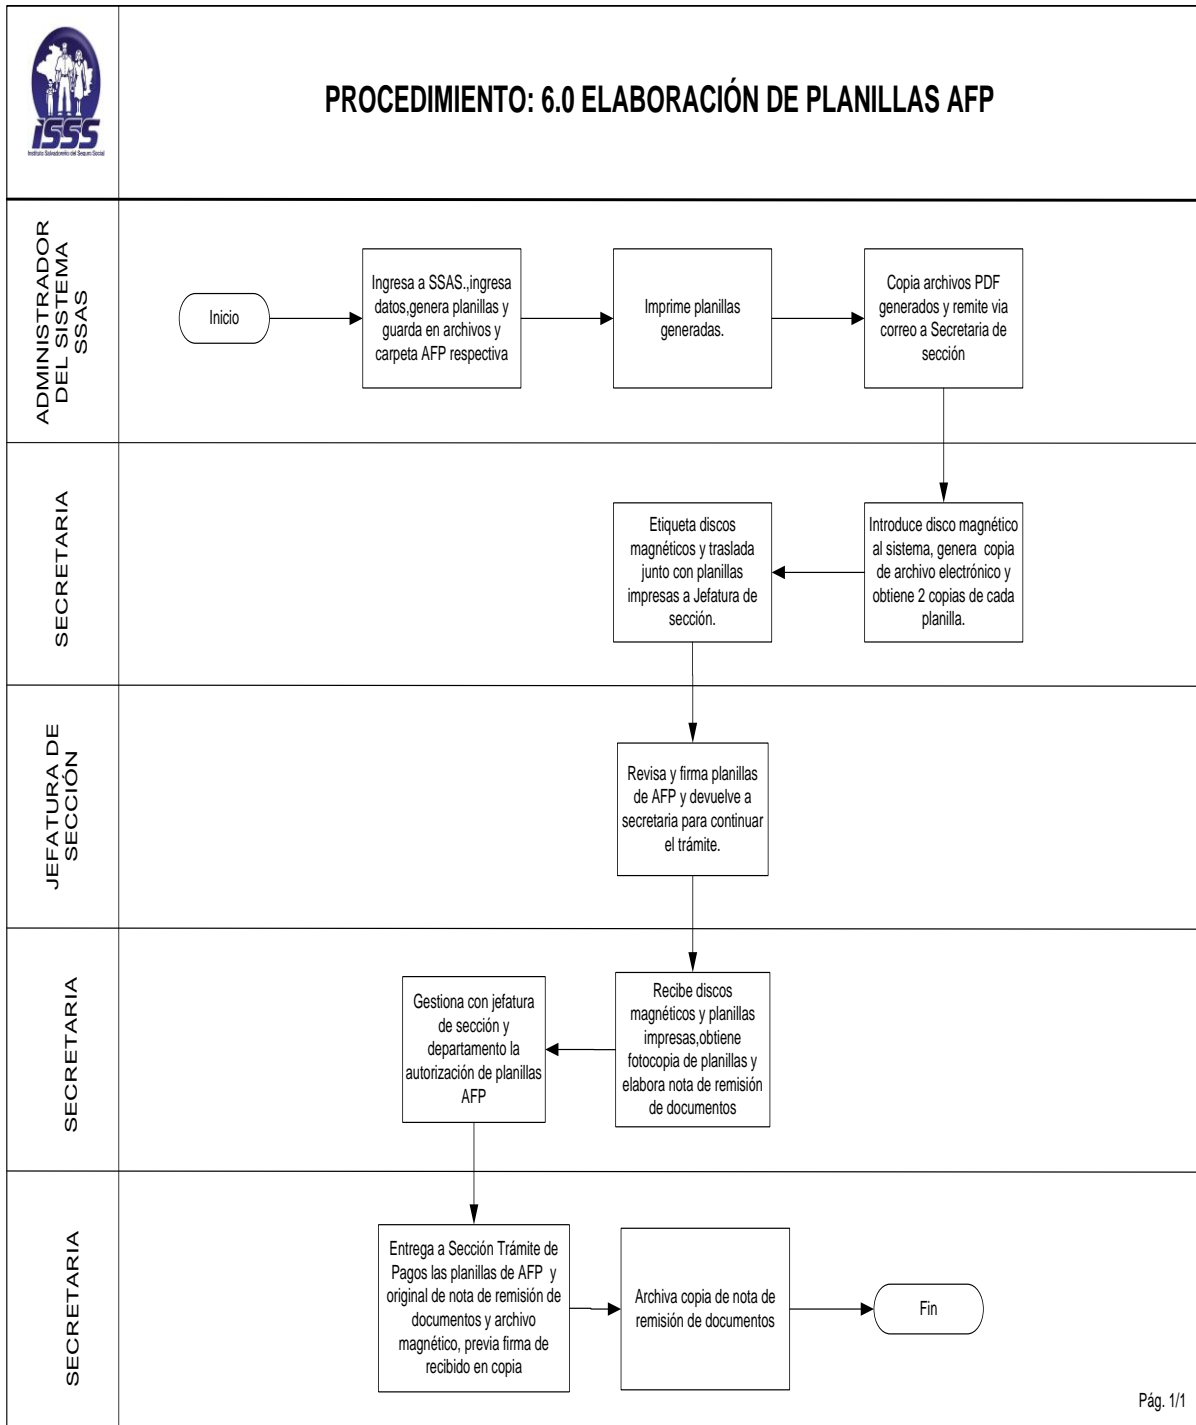 ISSS
Instituto Salvadoreño del Seguro Social
PROCEDIMIENTO: 6.0 ELABORACIÓN DE PLANILLAS AFP
ADMINISTRADOR
DEL SISTEMA
SSAS
Inicio
Ingresa a SSAS.,ingresa
datos,genera planillas y
guarda en archivos y
carpeta AFP respectiva
Imprime planillas
generadas.
Copia archivos PDF
generados y remite via
correo a Secretaria de
sección
SECRETARIA
Etiqueta discos
magnéticos y traslada
junto con planillas
impresas a Jefatura de
sección.
Introduce disco magnético
al sistema, genera copia
de archivo electrónico y
obtiene 2 copias de cada
planilla.
JEFATURA DE
SECCIÓN
Revisa y firma planillas
de AFP y devuelve a
secretaria para continuar
el trámite.
SECRETARIA
Gestiona con jefatura
de sección y
departamento la
autorización de planillas
AFP
Recibe discos
magnéticos y planillas
impresas,obtiene
fotocopia de planillas y
elabora nota de remisión
de documentos
SECRETARIA
Entrega a Sección Trámite de
Pagos las planillas de AFP y
original de nota de remisión de
documentos y archivo
magnético, previa firma de
recibido en copia
Archiva copia de nota de
remisión de documentos
Fin
Pág. 1/1